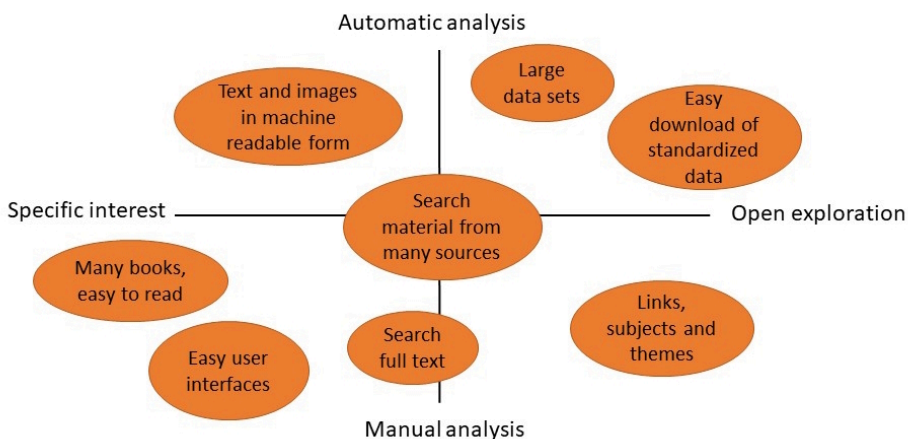 Automatic analysis
Large
data sets
Text and images
in machine
readable form
Easy
download of
standardized
data
Specific interest
Search
material from
many sources
Open exploration
Many books,
easy to read
Links,
subjects and
themes
Search
full text
Easy user
interfaces
Manual analysis